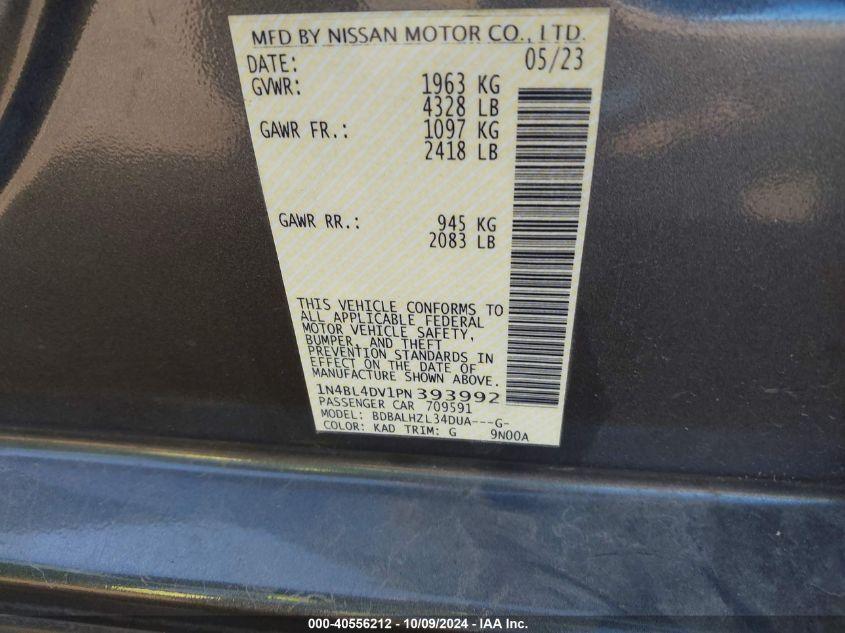 MFD BY NISSAN MOTOR CO., LTD.
DATE: 05/23
GVWR: 1963 KG
4328 LB
GAWR FR.: 1097 KG
2418 LB
GAWR RR.: 945 KG
2083 LB
THIS VEHICLE CONFORMS TO
ALL APPLICABLE FEDERAL
MOTOR VEHICLE SAFETY,
BUMPER, AND THEFT
PREVENTION STANDARDS IN
EFFECT ON THE DATE OF
MANUFACTURE SHOWN ABOVE.
1N4BL4DV1PN393992
PASSENGER CAR 709591
MODEL: BDBALHZL34DUA---G-
COLOR: KAD TRIM: G 9N00A
000-40556212 - 10/09/2024 - IAA Inc.